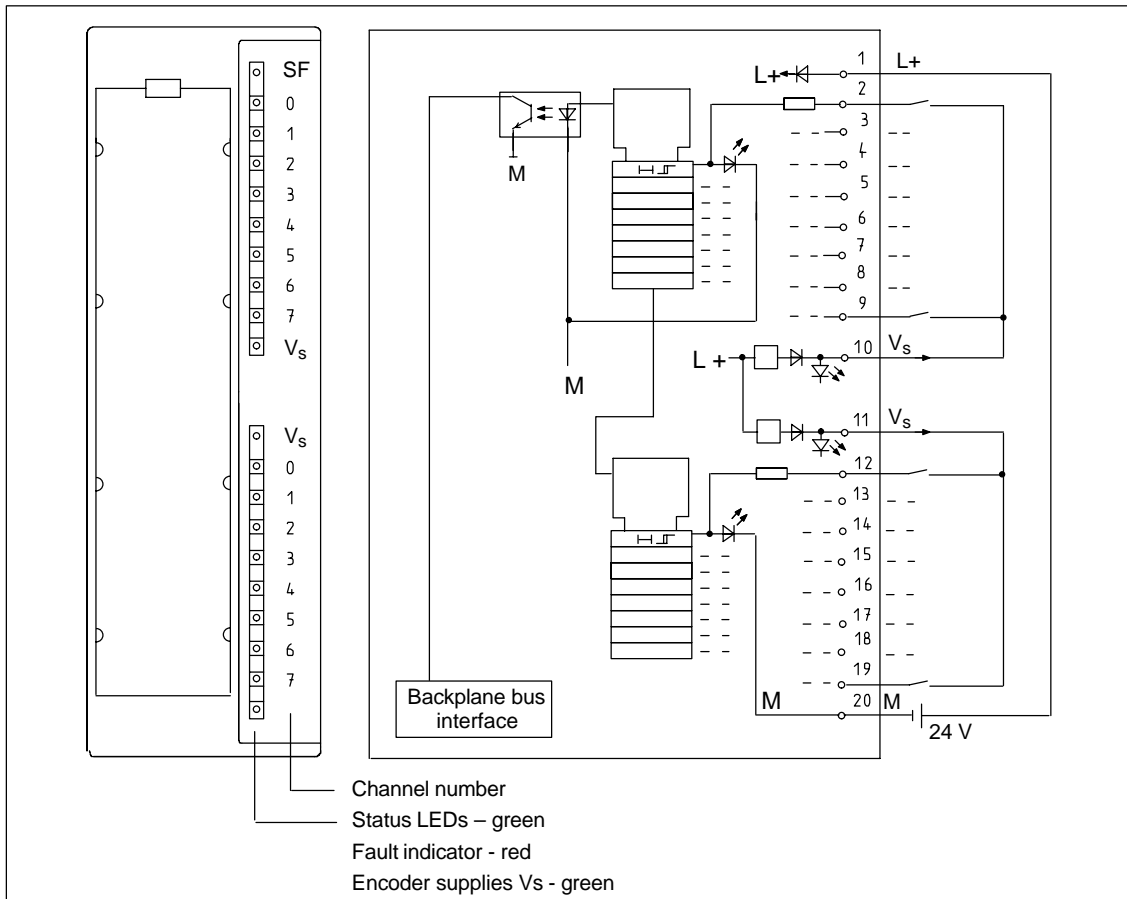 SF
0
1
2
3
4
5
6
7
Vs
Vs
0
1
2
3
4
5
6
7
Channel number
Status LEDs – green
Fault indicator - red
Encoder supplies Vs - green
M
M
Backplane bus
interface
L+ 1 L+
2
3
4
5
6
7
8
9
L + 10 Vs
11 Vs
12
13
14
15
16
17
18
19
M 20 M
24 V